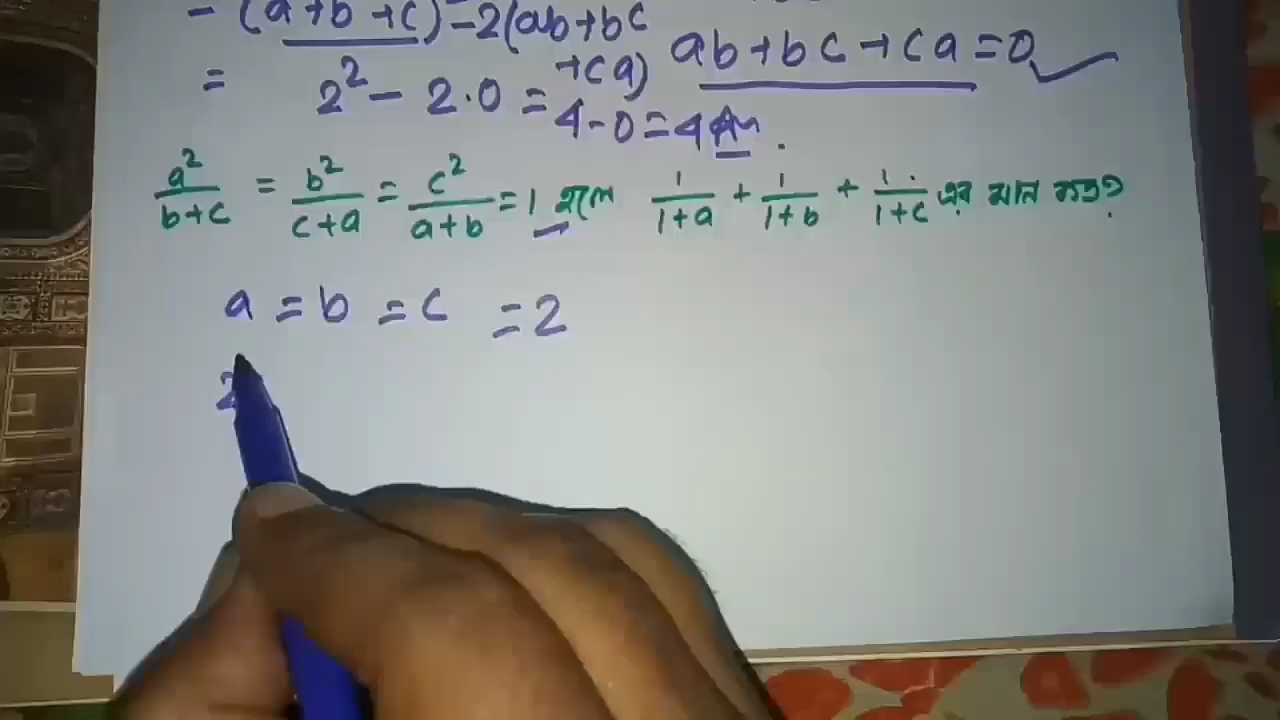 = (a+b+c) - 2(ab+bc+ca)
ab+bc+ca=0
= 2² - 2·0 = 4-0=4 Ans.
a²/b+c = b²/c+a = c²/a+b = 1 হলে 1/1+a + 1/1+b + 1/1+c এর মান কত?
a = b = c = 2
2